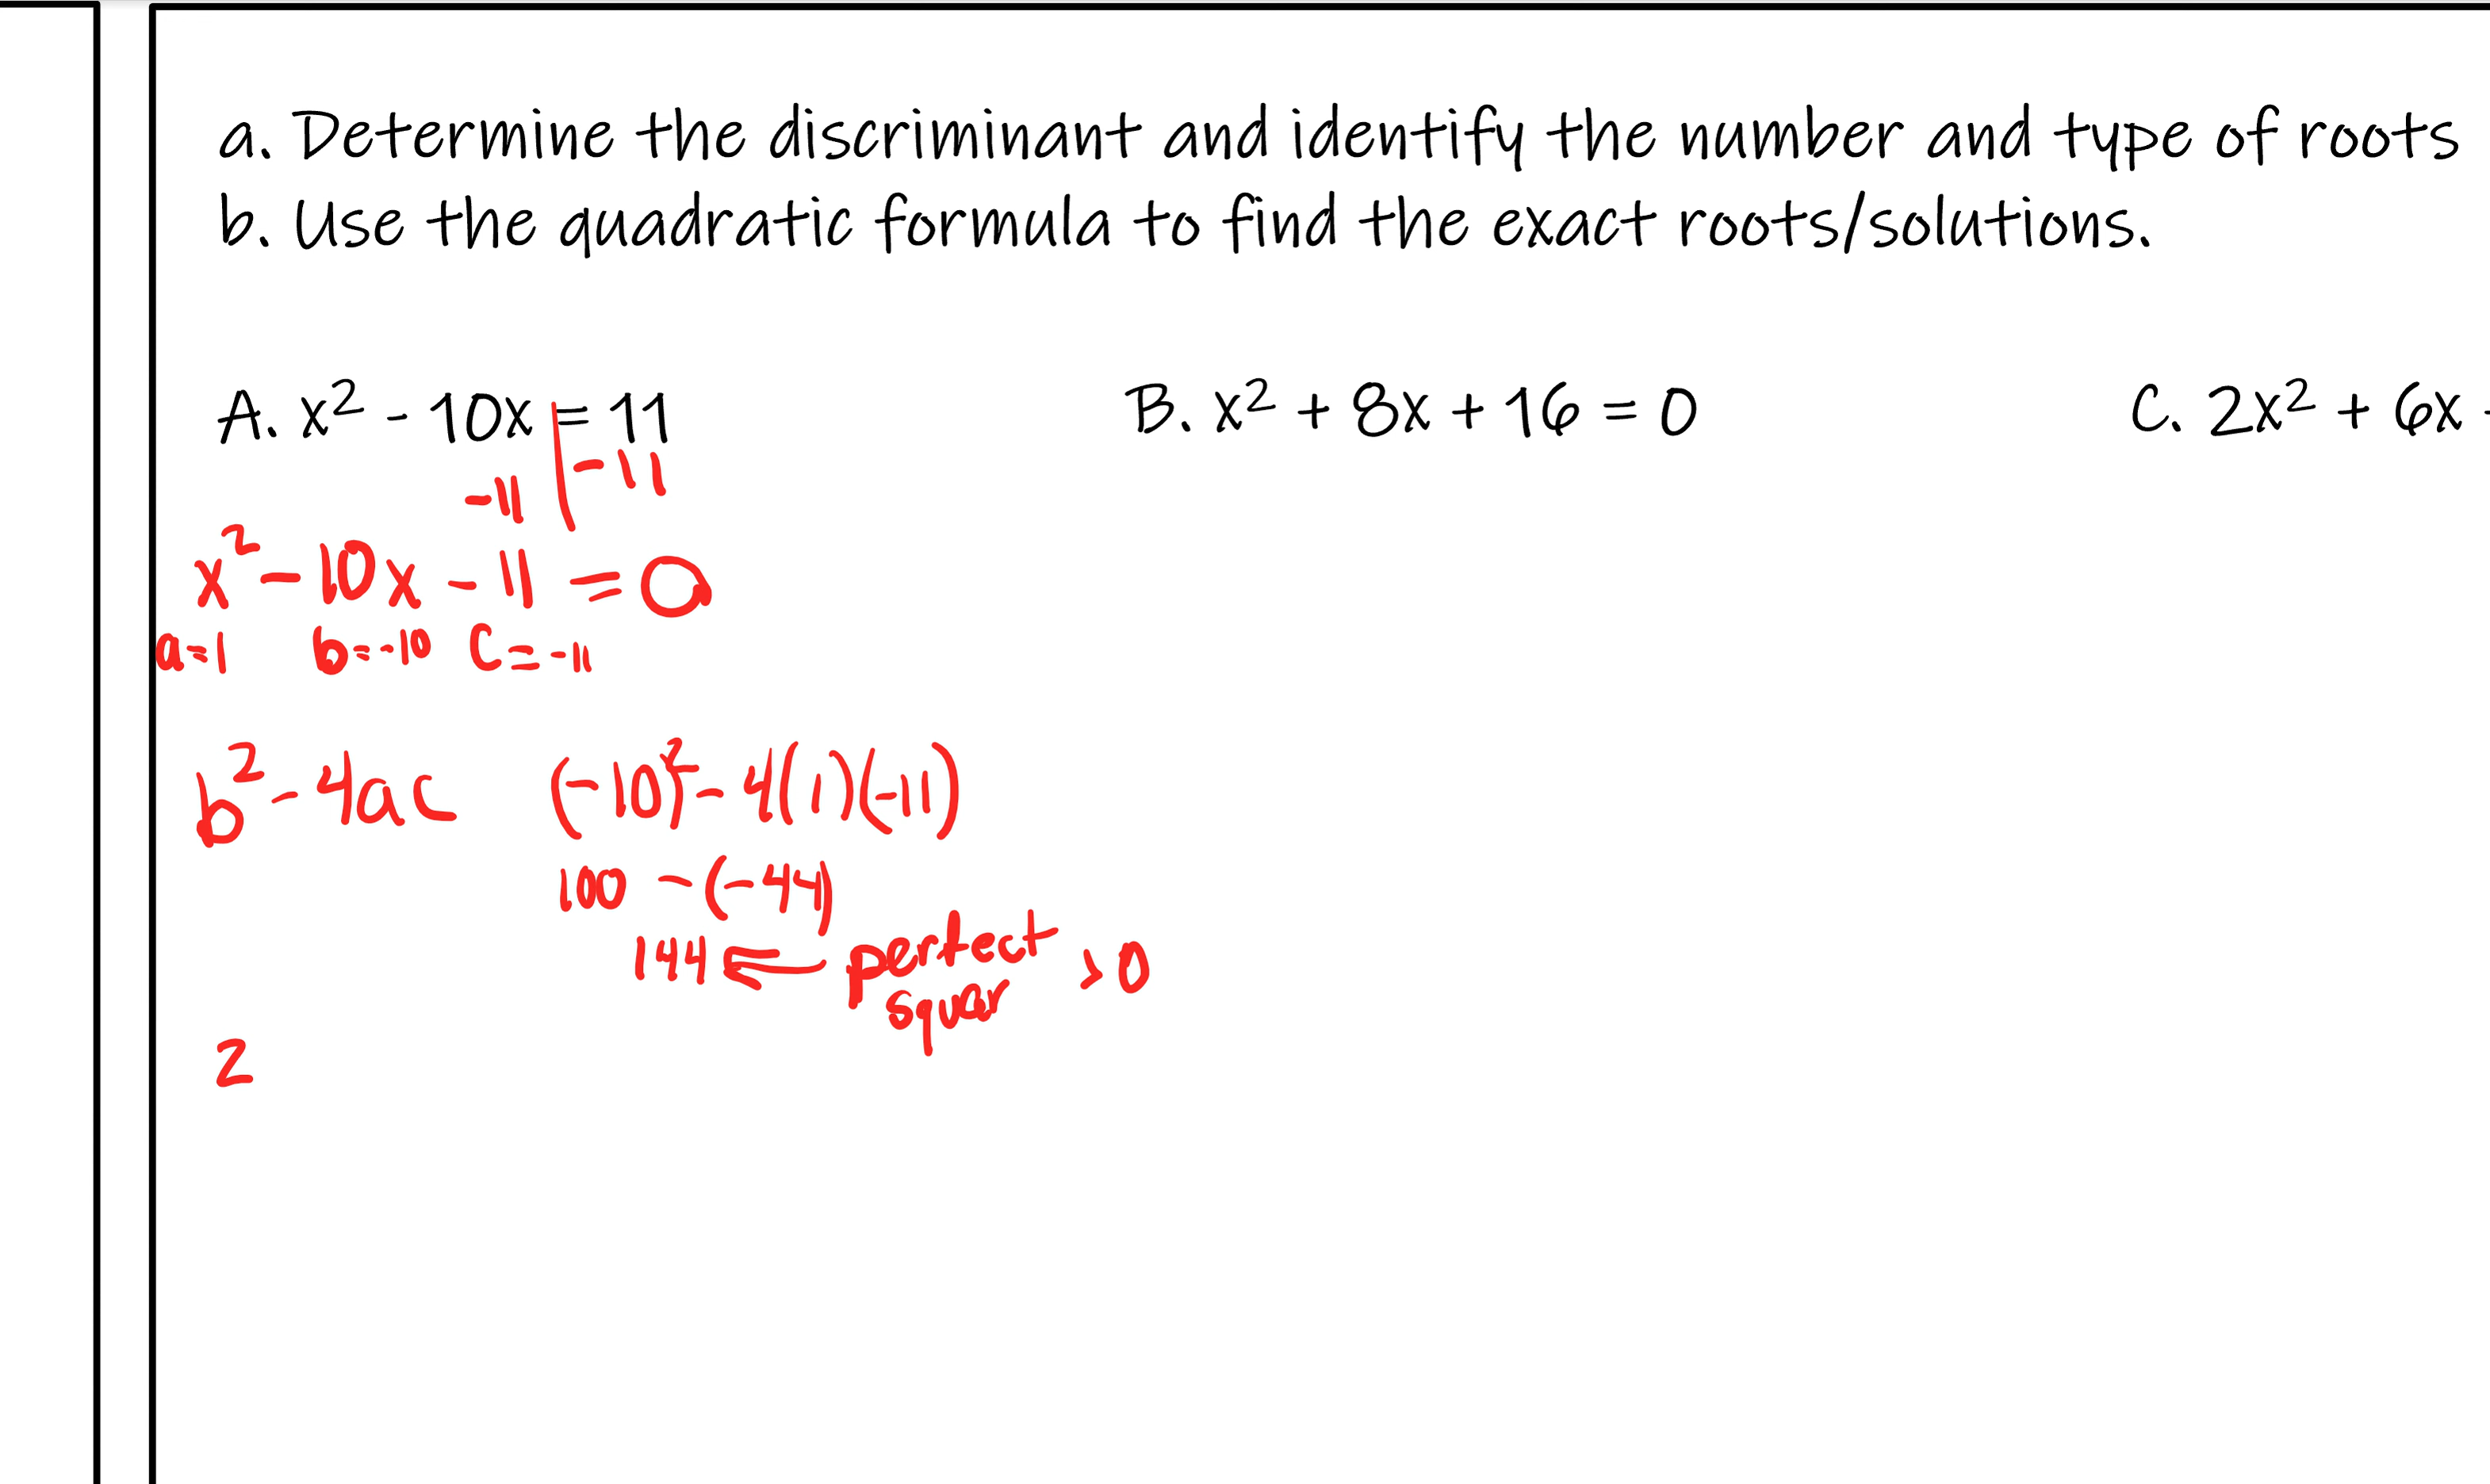 a. Determine the discriminant and identify the number and type of roots
b. Use the quadratic formula to find the exact roots/solutions.
A. x² - 10x = 11
B. x² + 8x + 16 = 0
C. 2x² + 6x -
-11 | -11
x² - 10x - 11 = 0
a=1 b=-10 c=-11
b² - 4ac (-10)² - 4(1)(-11)
100 - (-44)
144 ⇐ perfect squar > 0
2